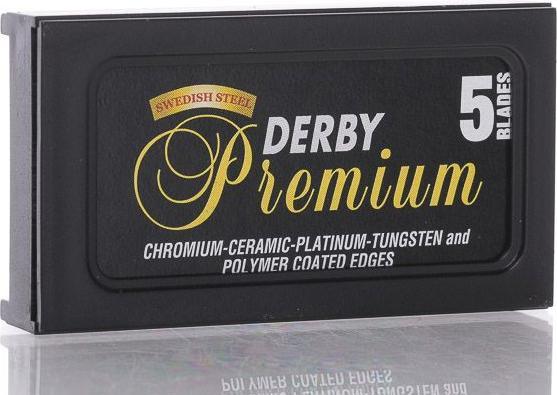 SWEDISH STEEL
DERBY
Premium
5
BLADES
CHROMIUM-CERAMIC-PLATINUM-TUNGSTEN and
POLYMER COATED EDGES